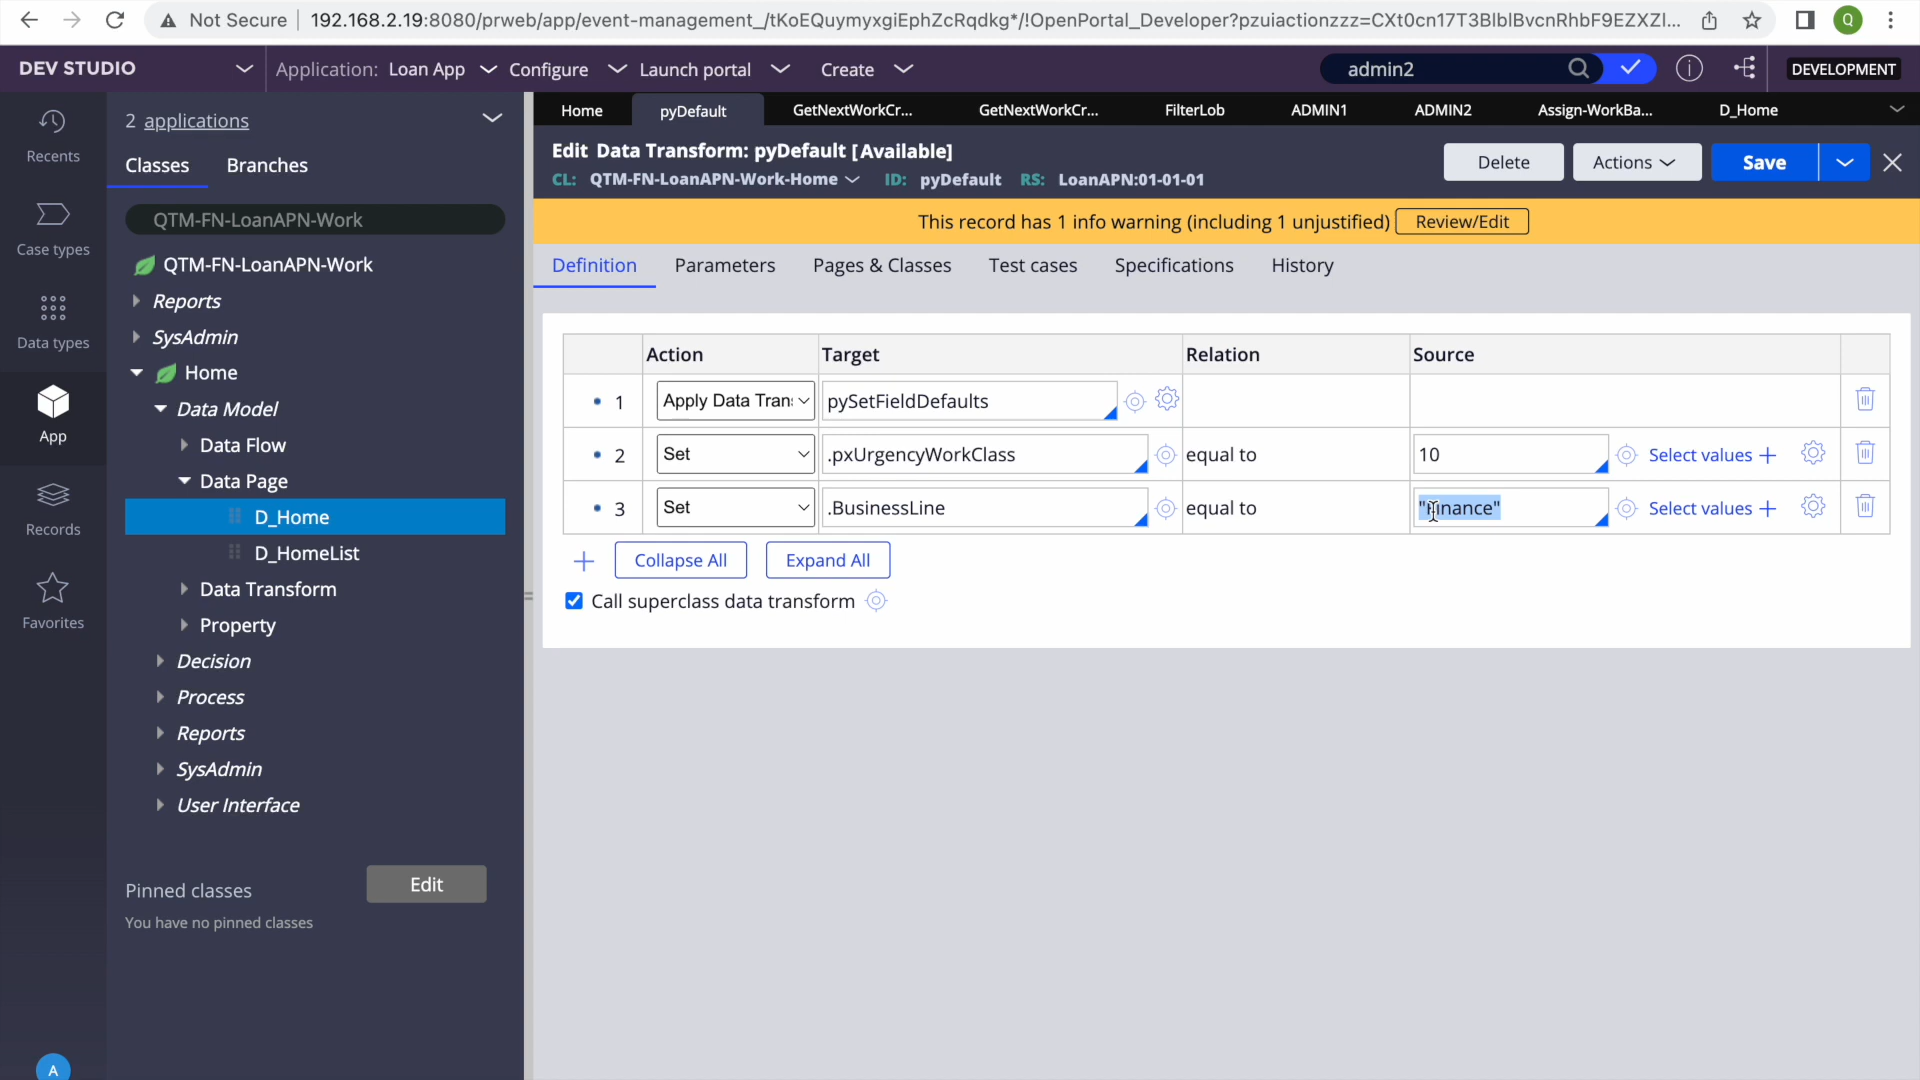 Not Secure
192.168.2.19:8080/prweb/app/event-management_/tKoEQuymyxgiEphZcRqdkg*/!OpenPortal_Developer?pzuiactionzzz=CXt0cn17T3BlblBvcnRhbF9EZXZl...
Q
DEV STUDIO
Application: Loan App
Configure
Launch portal
Create
admin2
DEVELOPMENT
Recents
Case types
Data types
App
Records
Favorites
A
2 applications
Classes
Branches
QTM-FN-LoanAPN-Work
QTM-FN-LoanAPN-Work
Reports
SysAdmin
Home
Data Model
Data Flow
Data Page
D_Home
D_HomeList
Data Transform
Property
Decision
Process
Reports
SysAdmin
User Interface
Pinned classes
Edit
You have no pinned classes
Home
pyDefault
GetNextWorkCr...
GetNextWorkCr...
FilterLob
ADMIN1
ADMIN2
Assign-WorkBa...
D_Home
Edit Data Transform: pyDefault [Available]
CL: QTM-FN-LoanAPN-Work-Home ID: pyDefault RS: LoanAPN:01-01-01
Delete
Actions
Save
This record has 1 info warning (including 1 unjustified)
Review/Edit
Definition
Parameters
Pages & Classes
Test cases
Specifications
History
Action Target Relation Source
1 Apply Data Tran pySetFieldDefaults
2 Set .pxUrgencyWorkClass equal to 10 Select values
3 Set .BusinessLine equal to "Finance" Select values
Collapse All
Expand All
Call superclass data transform